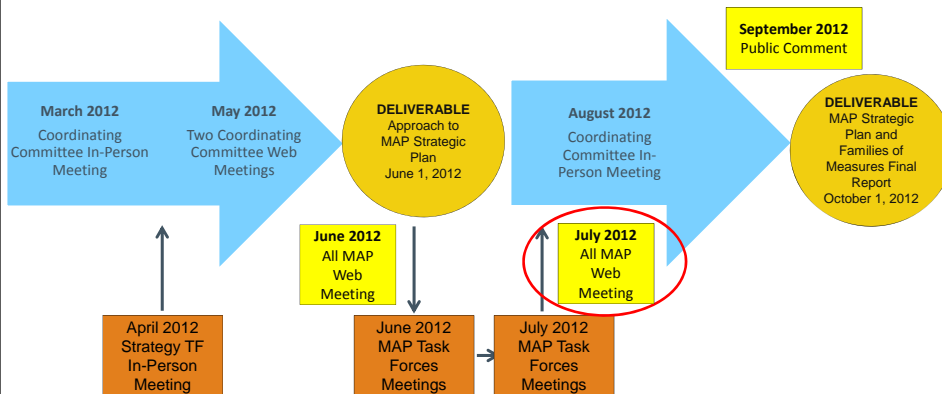 September 2012
Public Comment
March 2012
Coordinating
Committee In-Person
Meeting
May 2012
Two Coordinating
Committee Web
Meetings
DELIVERABLE
Approach to
MAP Strategic
Plan
June 1, 2012
August 2012
Coordinating
Committee In-
Person Meeting
DELIVERABLE
MAP Strategic
Plan and
Families of
Measures Final
Report
October 1, 2012
June 2012
All MAP
Web
Meeting
July 2012
All MAP
Web
Meeting
April 2012
Strategy TF
In-Person
Meeting
June 2012
MAP Task
Forces
Meetings
July 2012
MAP Task
Forces
Meetings